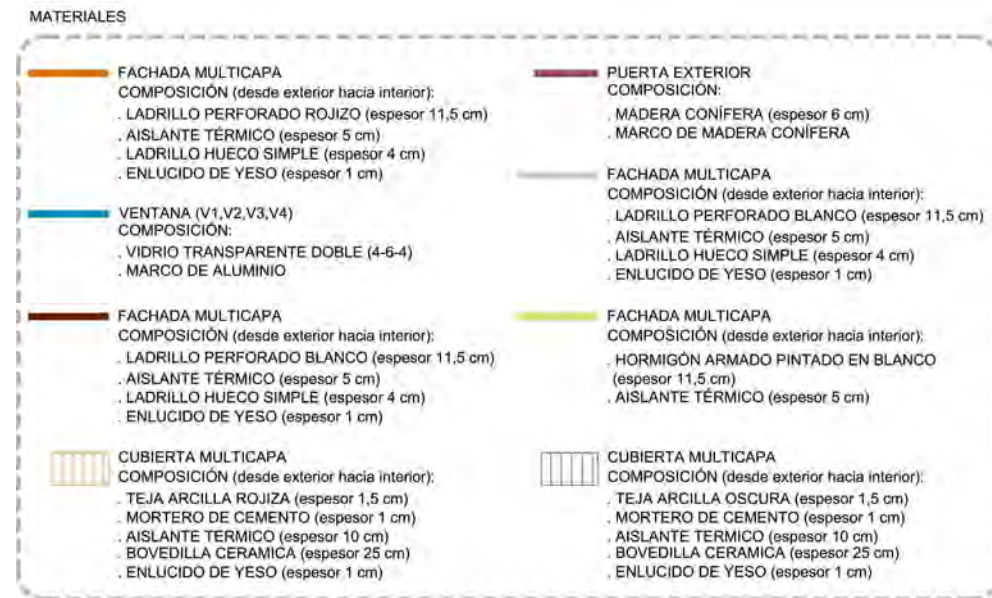 MATERIALES
FACHADA MULTICAPA
COMPOSICIÓN (desde exterior hacia interior):
. LADRILLO PERFORADO ROJIZO (espesor 11,5 cm)
. AISLANTE TÉRMICO (espesor 5 cm)
. LADRILLO HUECO SIMPLE (espesor 4 cm)
. ENLUCIDO DE YESO (espesor 1 cm)
VENTANA (V1,V2,V3,V4)
COMPOSICIÓN:
. VIDRIO TRANSPARENTE DOBLE (4-6-4)
. MARCO DE ALUMINIO
FACHADA MULTICAPA
COMPOSICIÓN (desde exterior hacia interior):
. LADRILLO PERFORADO BLANCO (espesor 11,5 cm)
. AISLANTE TÉRMICO (espesor 5 cm)
. LADRILLO HUECO SIMPLE (espesor 4 cm)
. ENLUCIDO DE YESO (espesor 1 cm)
CUBIERTA MULTICAPA
COMPOSICIÓN (desde exterior hacia interior):
. TEJA ARCILLA ROJIZA (espesor 1,5 cm)
. MORTERO DE CEMENTO (espesor 1 cm)
. AISLANTE TERMICO (espesor 10 cm)
. BOVEDILLA CERAMICA (espesor 25 cm)
. ENLUCIDO DE YESO (espesor 1 cm)
PUERTA EXTERIOR
COMPOSICIÓN:
. MADERA CONÍFERA (espesor 6 cm)
. MARCO DE MADERA CONÍFERA
FACHADA MULTICAPA
COMPOSICIÓN (desde exterior hacia interior):
. LADRILLO PERFORADO BLANCO (espesor 11,5 cm)
. AISLANTE TÉRMICO (espesor 5 cm)
. LADRILLO HUECO SIMPLE (espesor 4 cm)
. ENLUCIDO DE YESO (espesor 1 cm)
FACHADA MULTICAPA
COMPOSICIÓN (desde exterior hacia interior):
. HORMIGÓN ARMADO PINTADO EN BLANCO
(espesor 11,5 cm)
. AISLANTE TÉRMICO (espesor 5 cm)
CUBIERTA MULTICAPA
COMPOSICIÓN (desde exterior hacia interior):
. TEJA ARCILLA OSCURA (espesor 1,5 cm)
. MORTERO DE CEMENTO (espesor 1 cm)
. AISLANTE TERMICO (espesor 10 cm)
. BOVEDILLA CERAMICA (espesor 25 cm)
. ENLUCIDO DE YESO (espesor 1 cm)